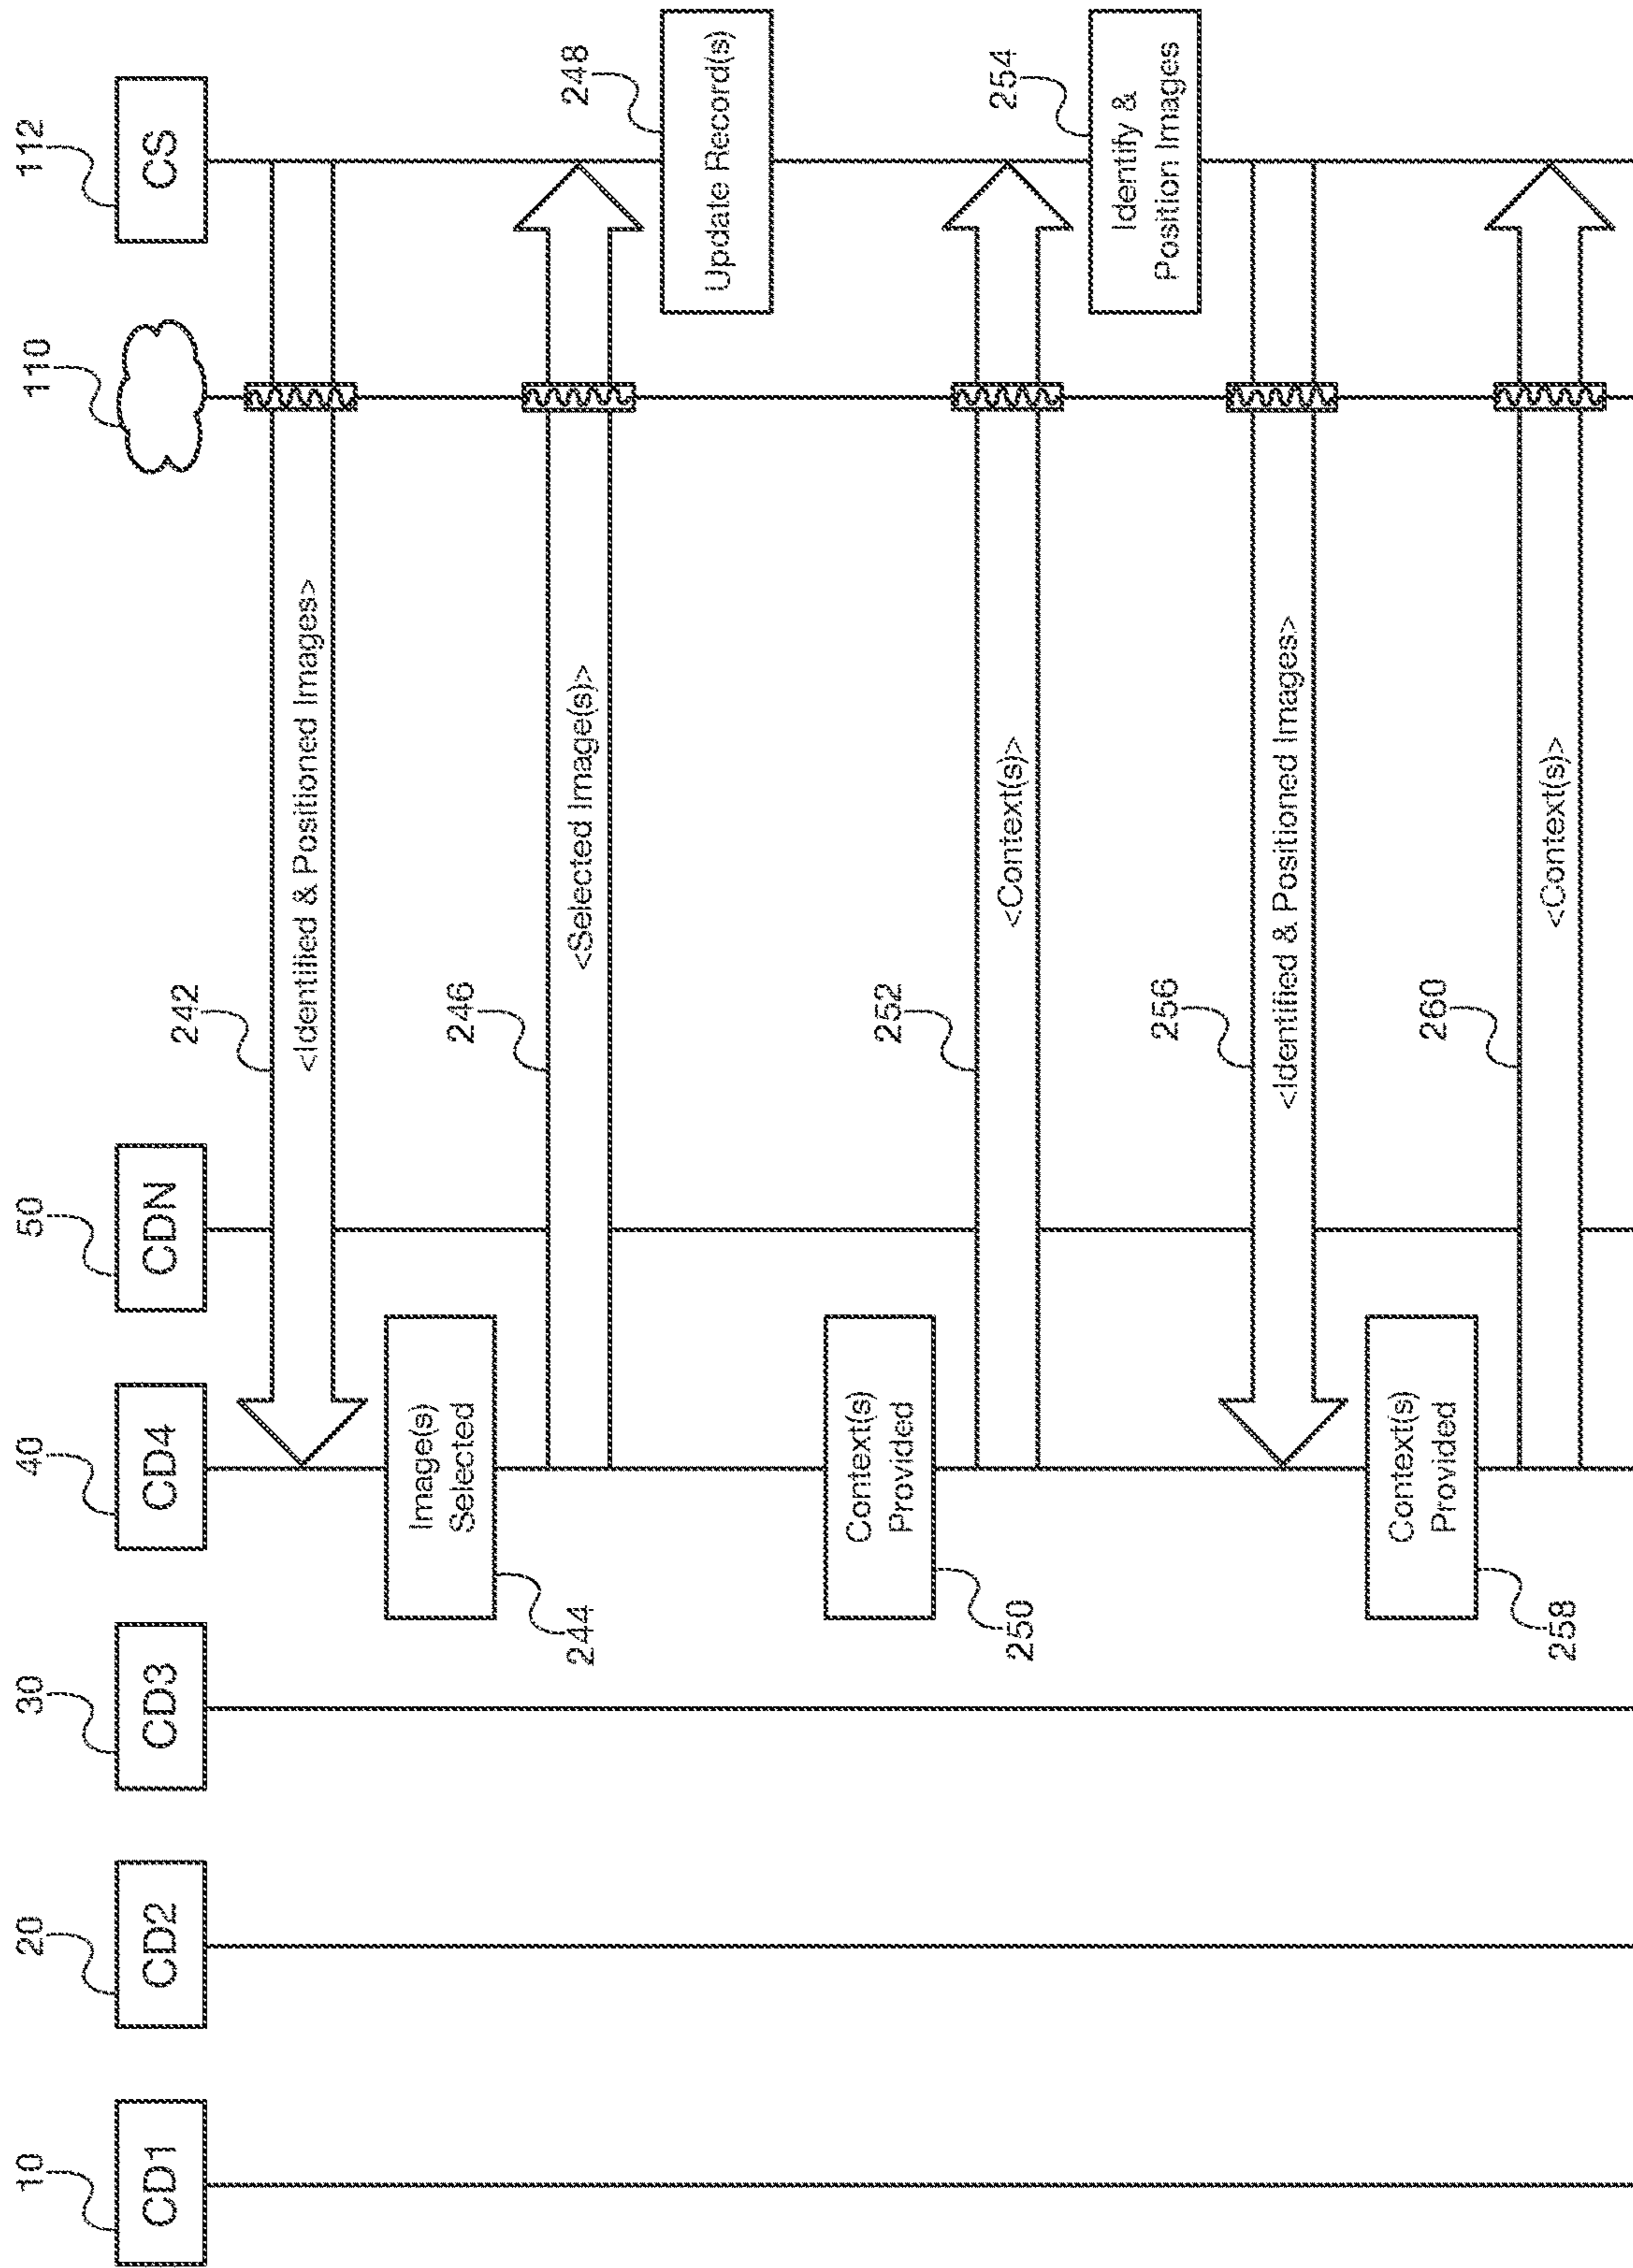 10
20
30
40
50
110
112
CD1
CD2
CD3
CD4
CDN
CS
242
<Identified & Positioned Images>
Image(s)
Selected
244
246
<Selected Image(s)>
248
Update Record(s)
Context(s)
Provided
250
252
<Context(s)>
254
Identify &
Position Images
256
<Identified & Positioned Images>
Context(s)
Provided
258
260
<Context(s)>